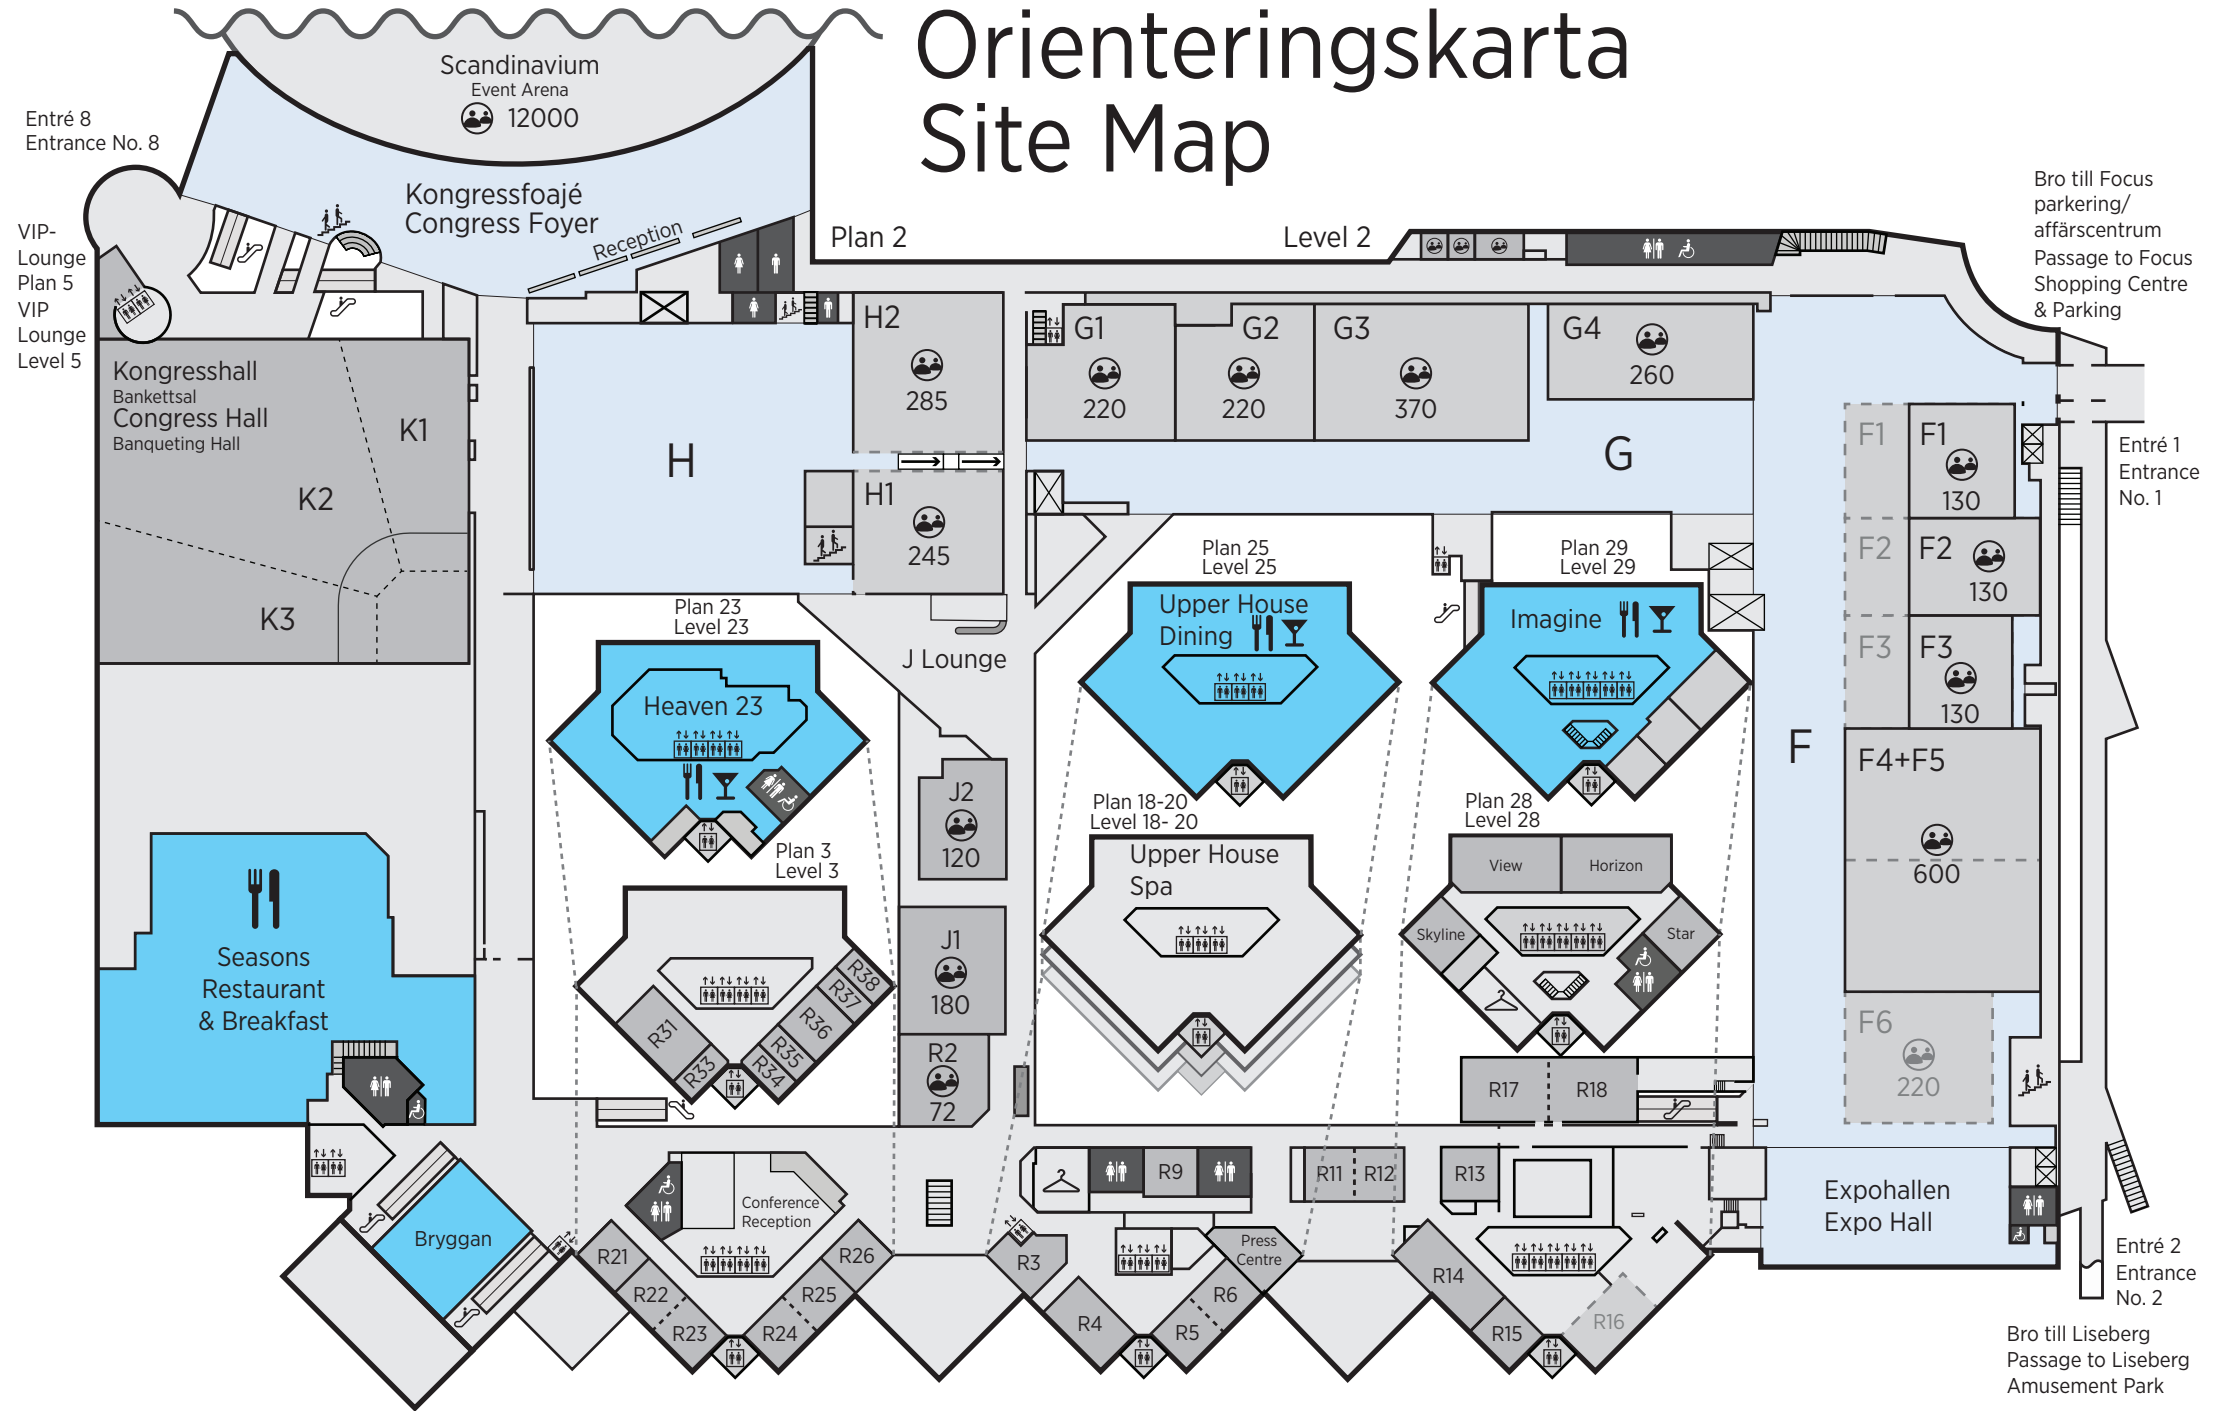 Orienteringskarta
Site Map
Scandinavium
Event Arena
12000
Entré 8
Entrance No. 8
Kongressfoajé
Congress Foyer
Reception
Plan 2
Level 2
VIP-
Lounge
Plan 5
VIP
Lounge
Level 5
Bro till Focus
parkering/
affärscentrum
Passage to Focus
Shopping Centre
& Parking
Kongresshall
Bankettsal
Congress Hall
Banqueting Hall
K1
K2
K3
H
H2
285
H1
245
G1
220
G2
220
G3
370
G4
260
G
F1
F1
130
F2
F2
130
F3
F3
130
F
F4+F5
600
F6
220
Entré 1
Entrance
No. 1
Plan 23
Level 23
Heaven 23
J Lounge
Plan 25
Level 25
Upper House
Dining
Plan 29
Level 29
Imagine
Plan 3
Level 3
R31
R33
R34
R35
R36
R37
R38
J2
120
J1
180
R2
72
Plan 18-20
Level 18- 20
Upper House
Spa
Plan 28
Level 28
View
Horizon
Skyline
Star
R17
R18
Seasons
Restaurant
& Breakfast
Bryggan
Conference
Reception
R21
R22
R23
R24
R25
R26
R9
R11
R12
R13
R3
R4
R5
R6
Press
Centre
R14
R15
R16
Expohallen
Expo Hall
Entré 2
Entrance
No. 2
Bro till Liseberg
Passage to Liseberg
Amusement Park